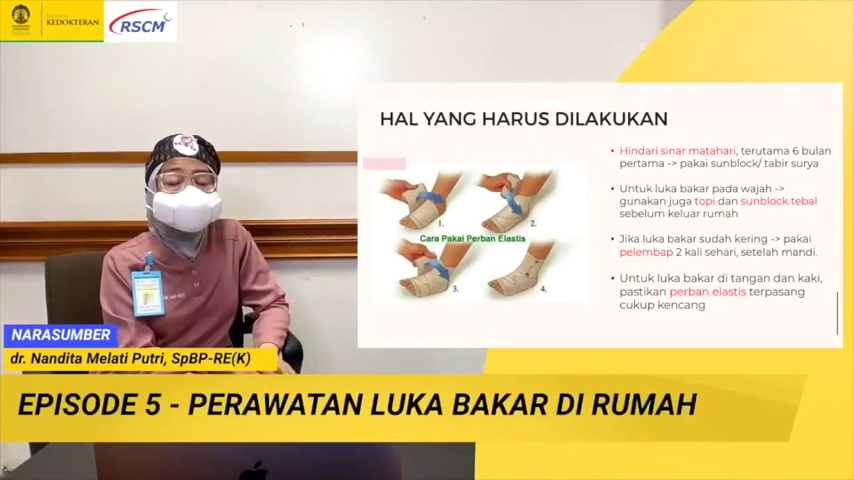 FAKULTAS
KEDOKTERAN
RSCM
HAL YANG HARUS DILAKUKAN
• Hindari sinar matahari, terutama 6 bulan
pertama -> pakai sunblock/ tabir surya
• Untuk luka bakar pada wajah ->
gunakan juga topi dan sunblock tebal
sebelum keluar rumah
• Jika luka bakar sudah kering -> pakai
pelembap 2 kali sehari, setelah mandi.
• Untuk luka bakar di tangan dan kaki,
pastikan perban elastis terpasang
cukup kencang
1.
2.
Cara Pakai Perban Elastis
3.
4.
NARASUMBER
dr. Nandita Melati Putri, SpBP-RE(K)
EPISODE 5 - PERAWATAN LUKA BAKAR DI RUMAH